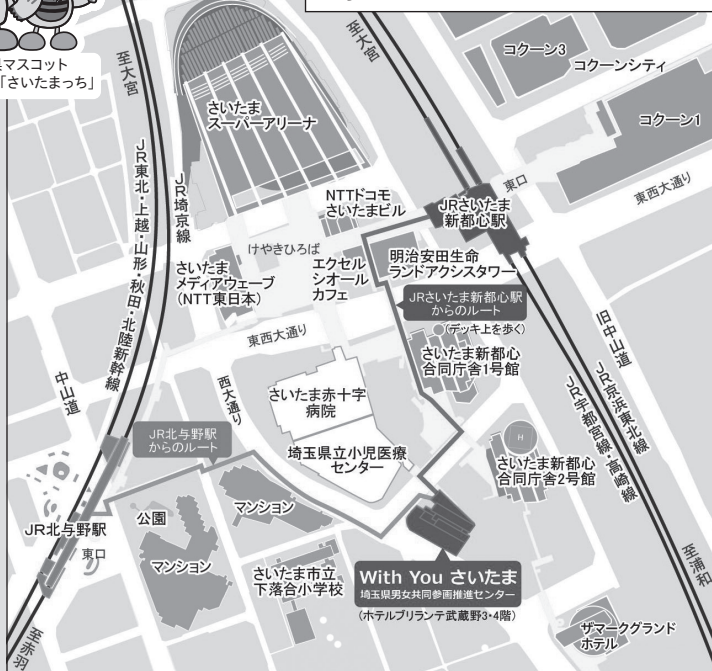 県マスコット
「さいたまっち」
至大宮
至大宮
コクーン3
コクーンシティ
コクーン1
さいたま
スーパーアリーナ
JR東北・上越・山形・秋田・北陸新幹線
JR埼京線
NTTドコモ
さいたまビル
JRさいたま
新都心駅
東口
東西大通り
けやきひろば
さいたま
メディアウェーブ
(NTT東日本)
エクセル
シオール
カフェ
明治安田生命
ランドアクシスタワー
JRさいたま新都心駅
からのルート
(デッキ上を歩く)
東西大通り
さいたま新都心
合同庁舎1号館
旧中山道
JR京浜東北線
JR宇都宮線・高崎線
中山道
西大通り
さいたま赤十字
病院
JR北与野駅
からのルート
埼玉県立小児医療
センター
H
さいたま新都心
合同庁舎2号館
マンション
公園
JR北与野駅
東口
マンション
さいたま市立
下落合小学校
With You さいたま
埼玉県男女共同参画推進センター
(ホテルブリランテ武蔵野3・4階)
至浦和
ザマークグランド
ホテル
至赤羽